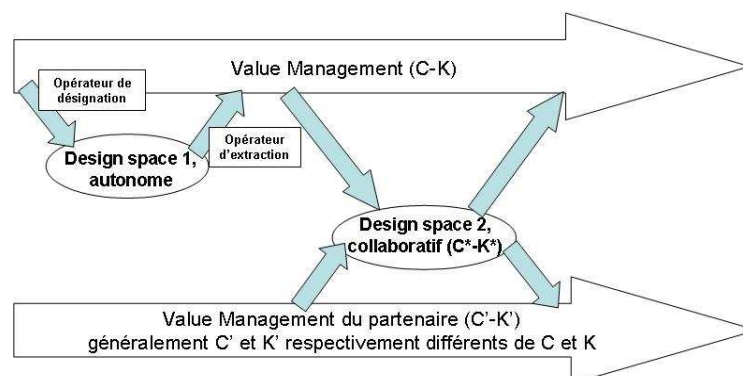 Value Management (C-K)
Opérateur de
désignation
Opérateur
d'extraction
Design space 1,
autonome
Design space 2,
collaboratif (C*-K*)
Value Management du partenaire (C'-K')
généralement C' et K' respectivement différents de C et K